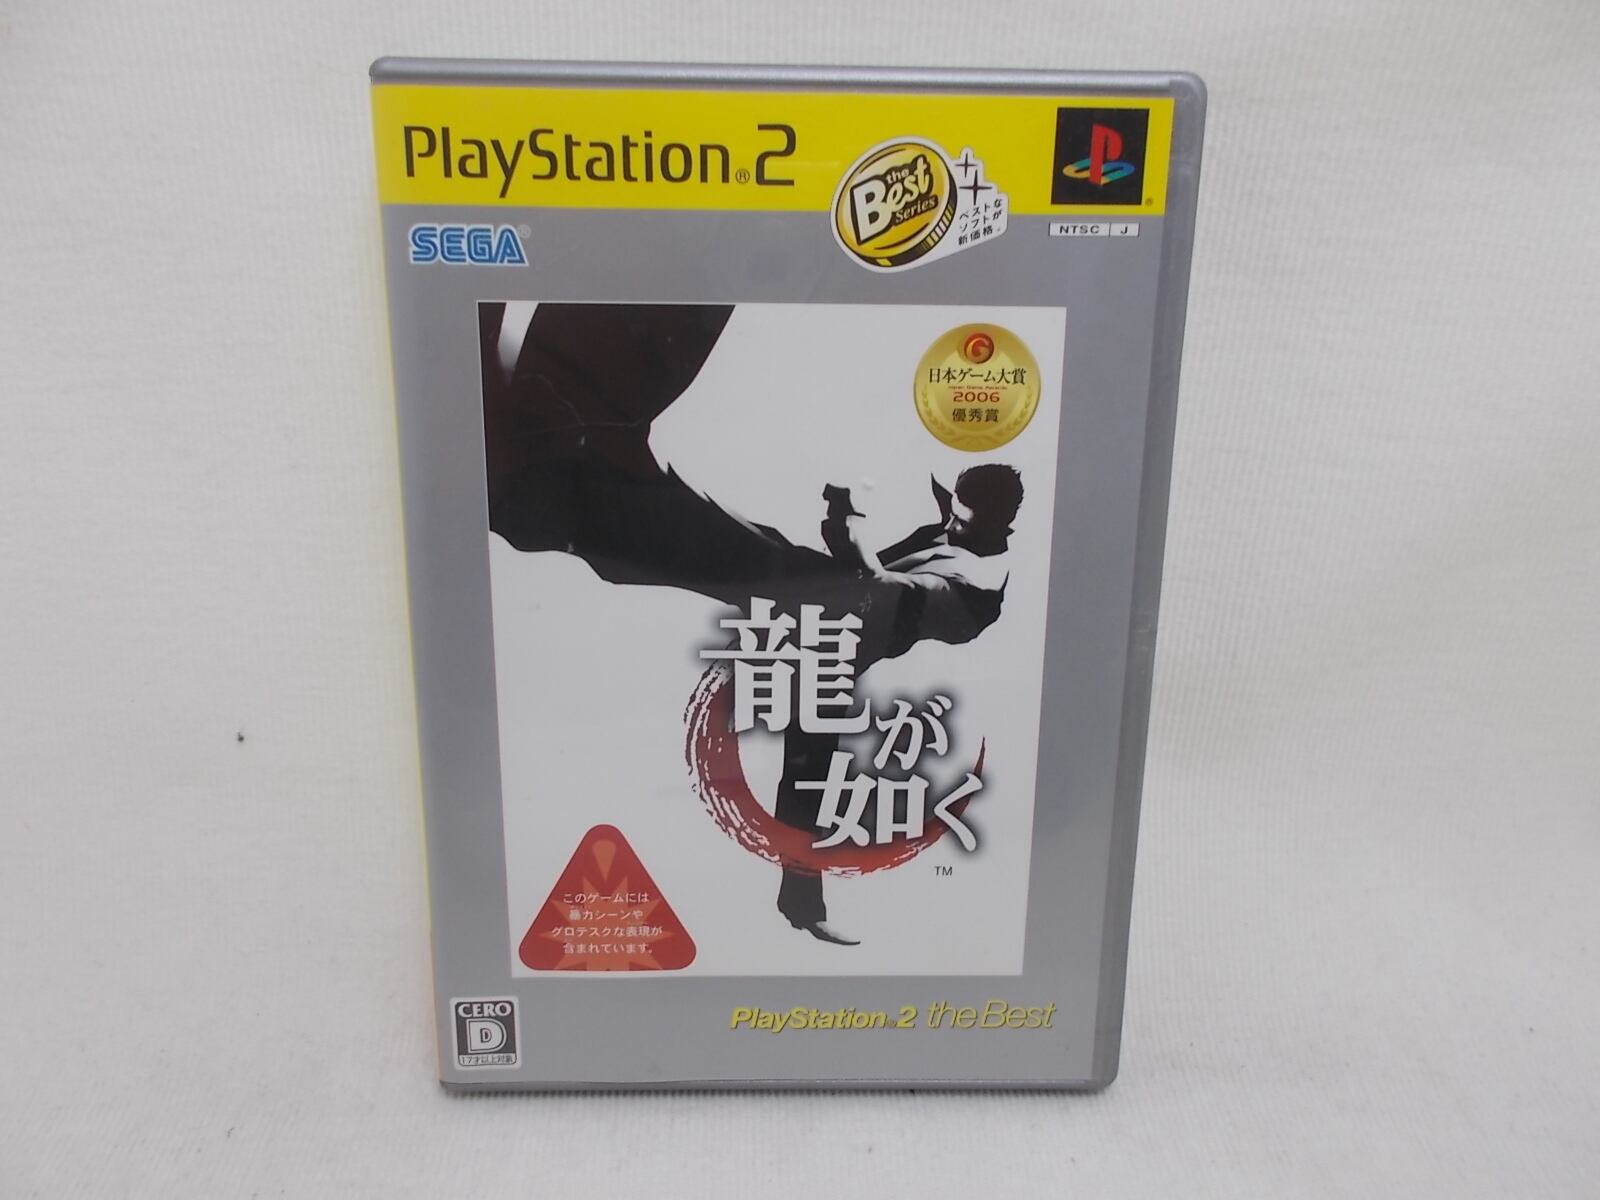 PlayStation®2
the
Best
Series
ベストな
ソフトが
新価格。
NTSC J
SEGA®
G
日本ゲーム大賞
Japan Game Awards
2006
優秀賞
龍が
如く
TM
このゲームには
暴力シーンや
グロテスクな表現が
含まれています。
CERO
D
17才以上対象
PlayStation®2 the Best